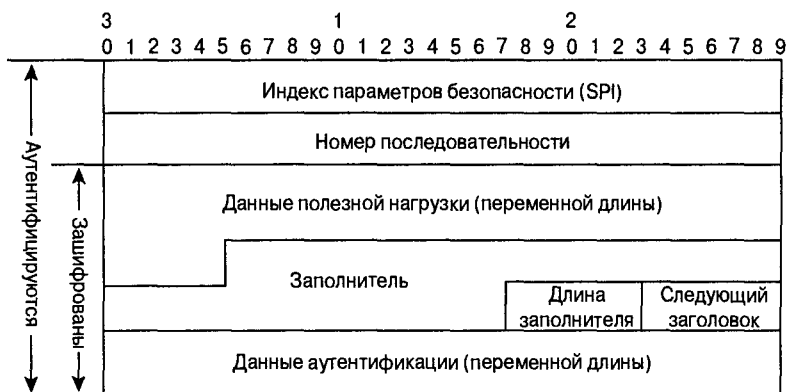 3 1 2
0 1 2 3 4 5 6 7 8 9 0 1 2 3 4 5 6 7 8 9 0 1 2 3 4 5 6 7 8 9
Индекс параметров безопасности (SPI)
Номер последовательности
Данные полезной нагрузки (переменной длины)
Заполнитель
Длина
заполнителя
Следующий
заголовок
Данные аутентификации (переменной длины)
Аутентифицируются
Зашифрованы